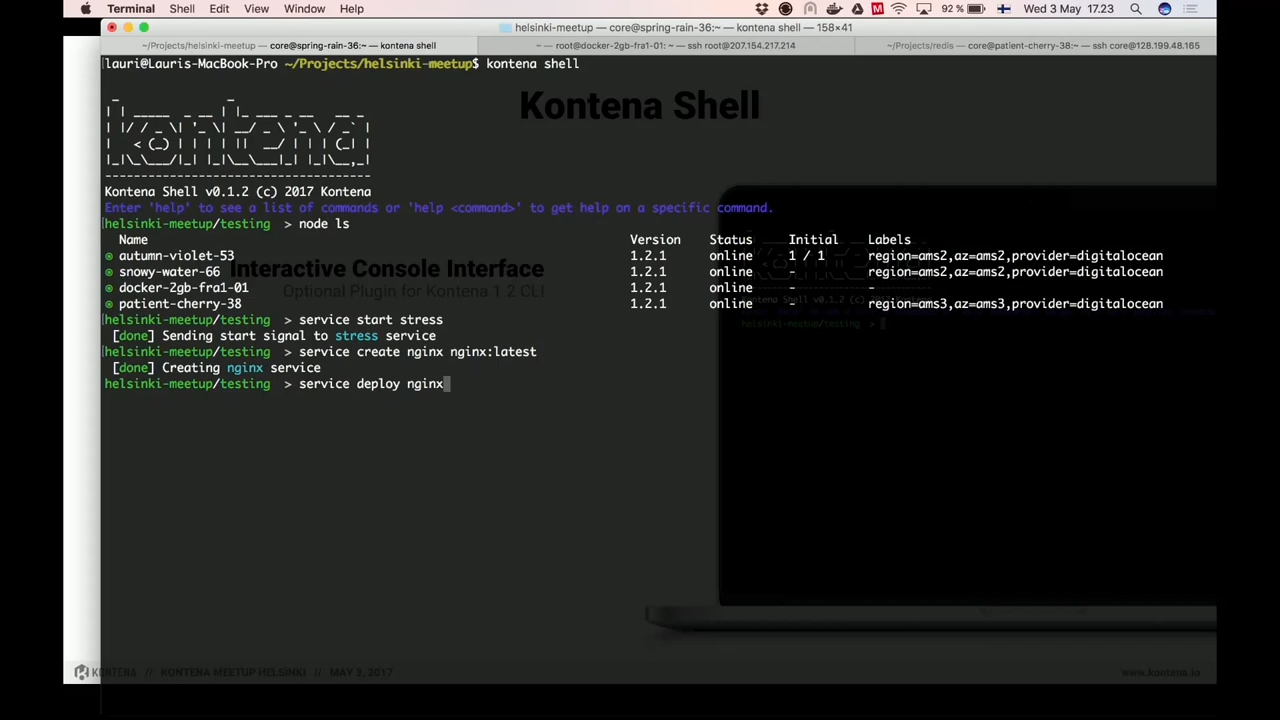 Terminal Shell Edit View Window Help 92 % Wed 3 May 17.23
helsinki-meetup — core@spring-rain-36:~ — kontena shell — 158×41
~/Projects/helsinki-meetup — core@spring-rain-36:~ — kontena shell
~ — root@docker-2gb-fra1-01: ~ — ssh root@207.154.217.214
~/Projects/redis — core@patient-cherry-38:~ — ssh core@128.199.48.165
[lauri@Lauris-MacBook-Pro ~/Projects/helsinki-meetup$ kontena shell
Kontena Shell
kontena
Kontena Shell v0.1.2 (c) 2017 Kontena
Enter 'help' to see a list of commands or 'help <command>' to get help on a specific command.
[helsinki-meetup/testing > node ls
Name Version Status Initial Labels
autumn-violet-53 1.2.1 online 1 / 1 region=ams2,az=ams2,provider=digitalocean
snowy-water-66 1.2.1 online - region=ams2,az=ams2,provider=digitalocean
docker-2gb-fra1-01 1.2.1 online - -
patient-cherry-38 1.2.1 online - region=ams3,az=ams3,provider=digitalocean
Interactive Console Interface
Optional Plugin for Kontena 1.2 CLI
[helsinki-meetup/testing > service start stress
[done] Sending start signal to stress service
[helsinki-meetup/testing > service create nginx nginx:latest
[done] Creating nginx service
helsinki-meetup/testing > service deploy nginx
helsinki-meetup/testing >
KONTENA // KONTENA MEETUP HELSINKI // MAY 2, 2017
www.kontena.io